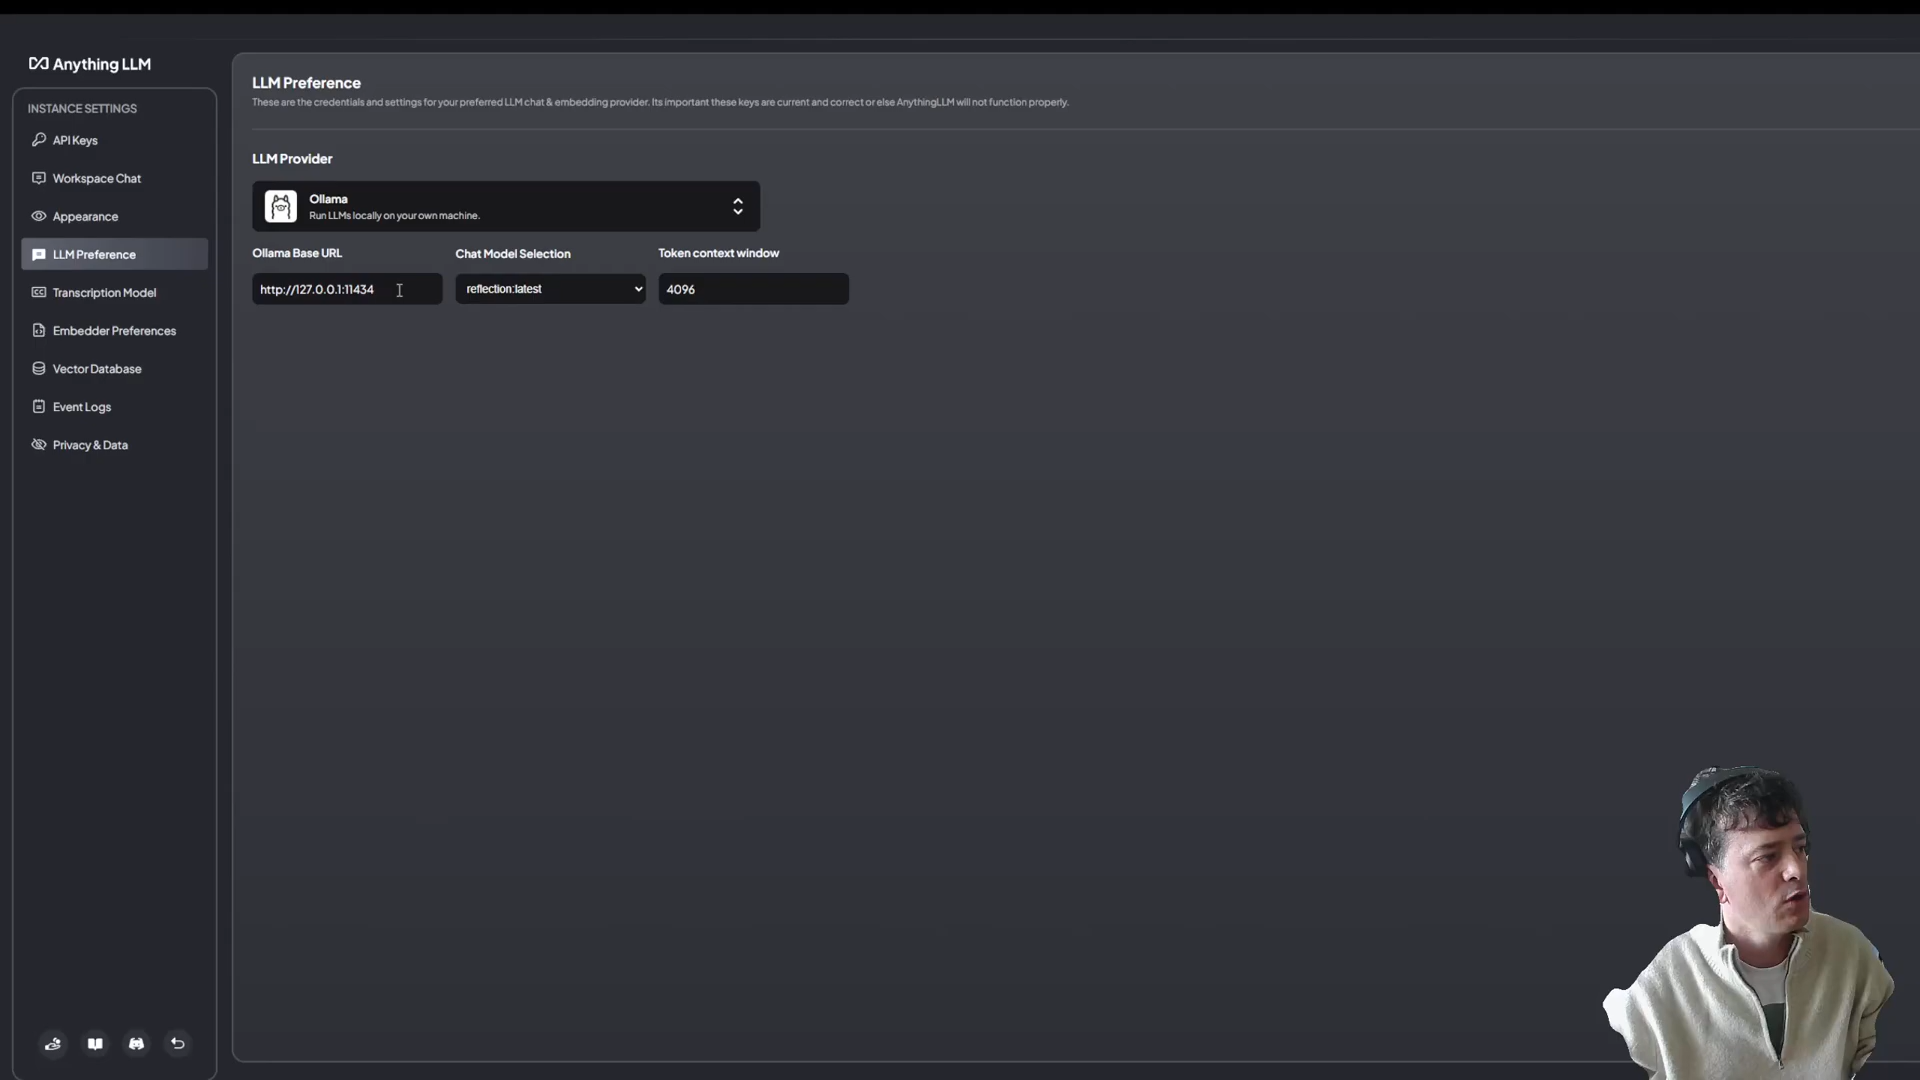 Anything LLM
INSTANCE SETTINGS
API Keys
Workspace Chat
Appearance
LLM Preference
Transcription Model
Embedder Preferences
Vector Database
Event Logs
Privacy & Data
LLM Preference
These are the credentials and settings for your preferred LLM chat & embedding provider. Its important these keys are current and correct or else AnythingLLM will not function properly.
LLM Provider
Ollama
Run LLMs locally on your own machine.
Ollama Base URL
Chat Model Selection
Token context window
http://127.0.0.1:11434
reflection:latest
4096